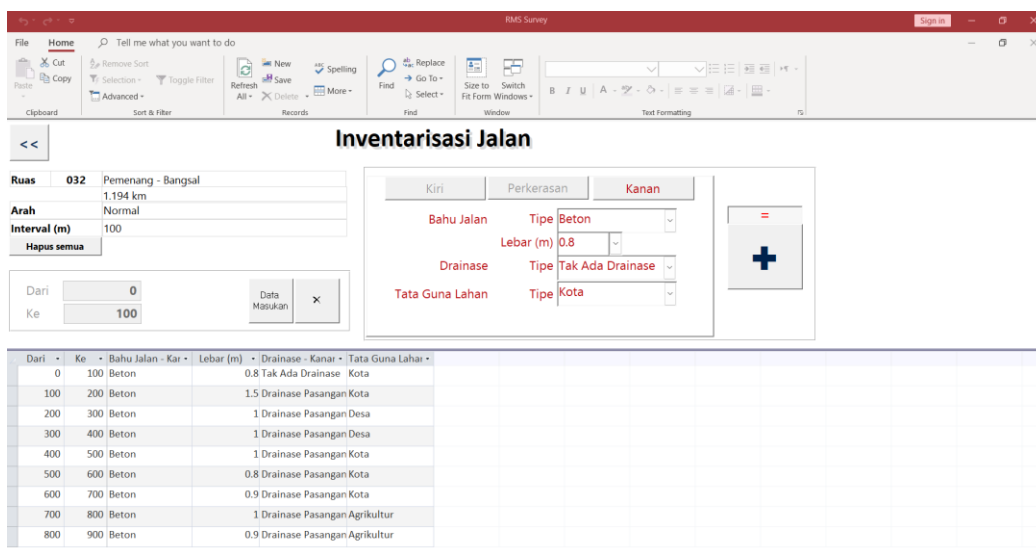 RMS Survey
Sign in
File Home Tell me what you want to do
Paste Cut Copy
Clipboard
Remove Sort
Selection Toggle Filter
Advanced
Sort & Filter
Refresh All
New
Save
Delete
Spelling
More
Records
Find
Replace
Go To
Select
Find
Size to Fit Form
Switch Windows
Window
B I U A
Text Formatting
<<
Inventarisasi Jalan
Ruas 032 Pemenang - Bangsal
1.194 km
Arah Normal
Interval (m) 100
Hapus semua
Dari 0
Ke 100
Data Masukan
Kiri Perkerasan Kanan
Bahu Jalan Tipe Beton
Lebar (m) 0.8
Drainase Tipe Tak Ada Drainase
Tata Guna Lahan Tipe Kota
=
+
Dari Ke Bahu Jalan - Kar Lebar (m) Drainase - Kanar Tata Guna Lahar
0 100 Beton 0.8 Tak Ada Drainase Kota
100 200 Beton 1.5 Drainase Pasangan Kota
200 300 Beton 1 Drainase Pasangan Desa
300 400 Beton 1 Drainase Pasangan Desa
400 500 Beton 1 Drainase Pasangan Kota
500 600 Beton 0.8 Drainase Pasangan Kota
600 700 Beton 0.9 Drainase Pasangan Kota
700 800 Beton 1 Drainase Pasangan Agrikultur
800 900 Beton 0.9 Drainase Pasangan Agrikultur